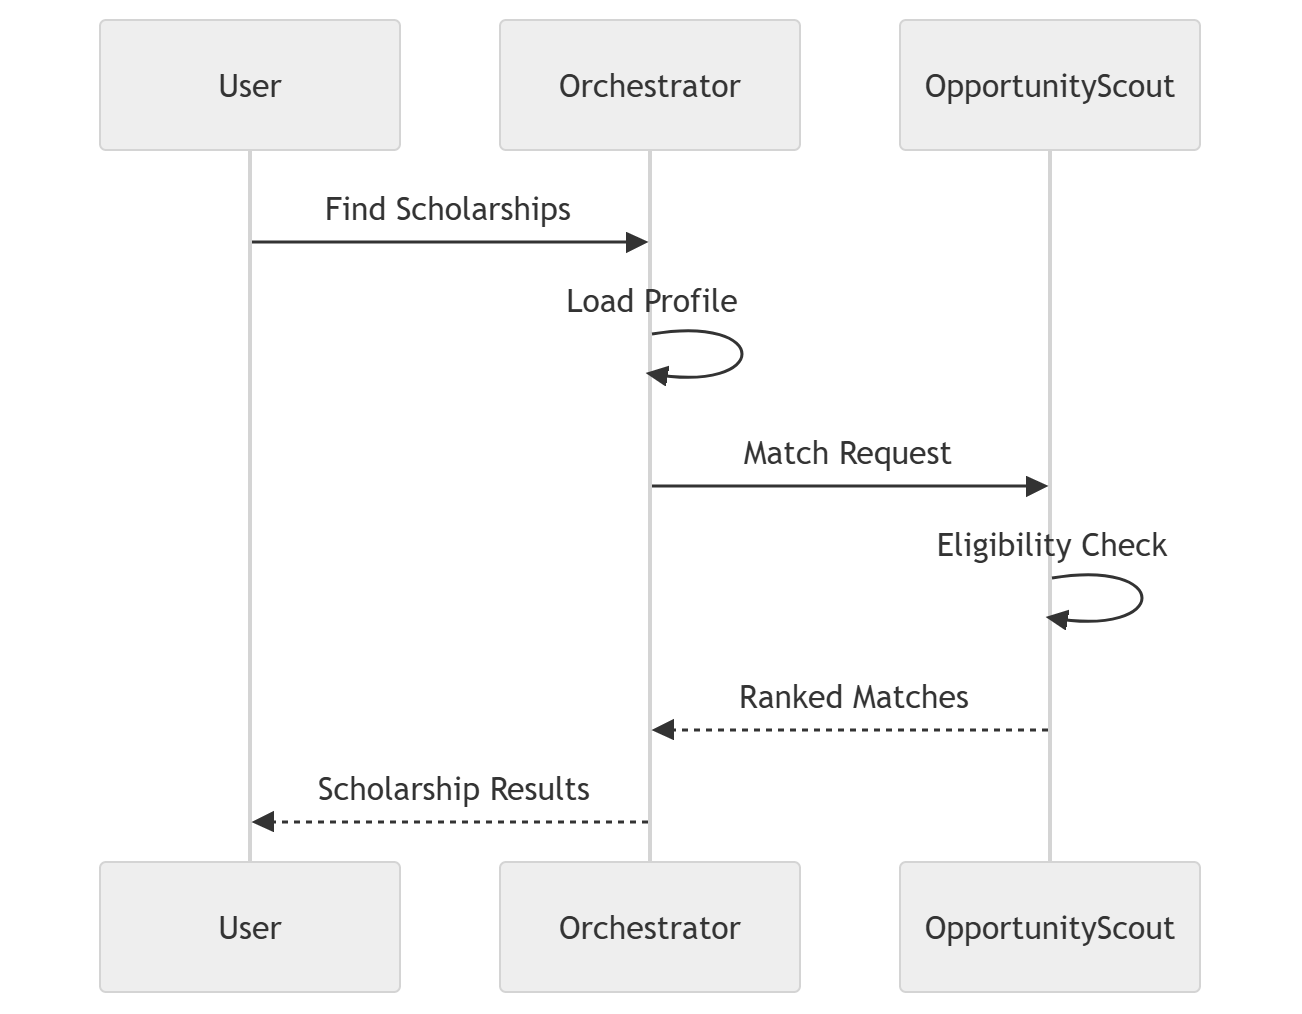 User
Orchestrator
OpportunityScout
Find Scholarships
Load Profile
Match Request
Eligibility Check
Ranked Matches
Scholarship Results
User
Orchestrator
OpportunityScout